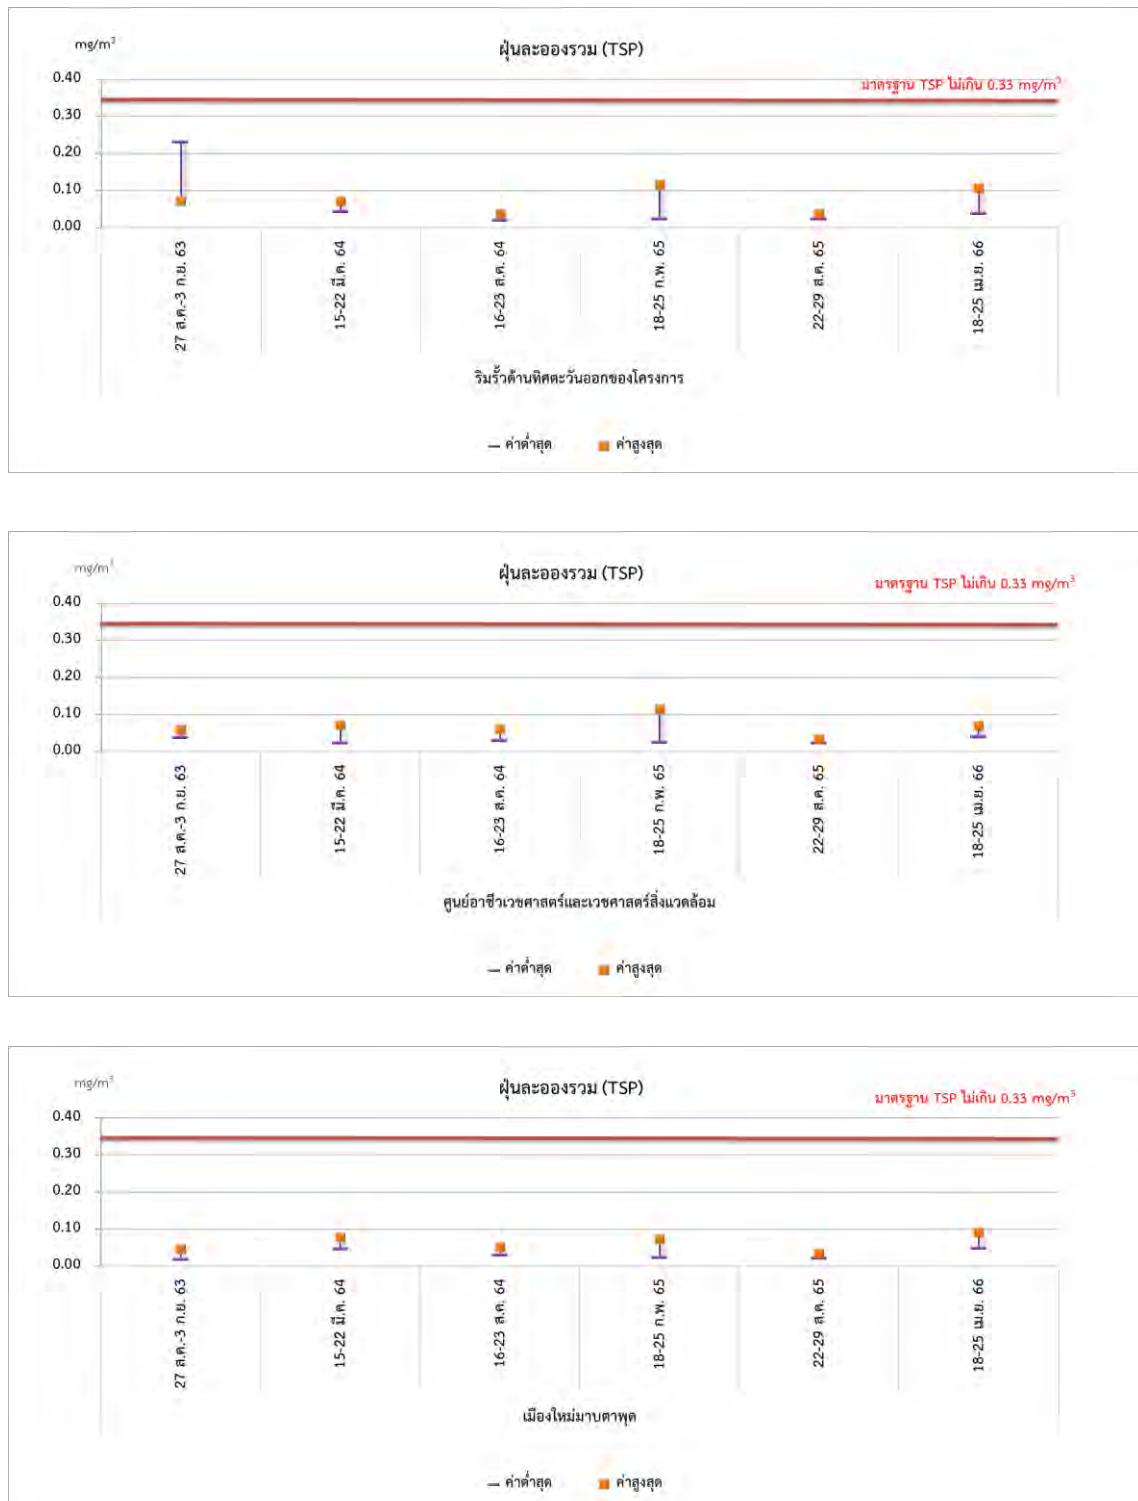 mg/m³
ฝุ่นละอองรวม (TSP)
มาตรฐาน TSP ไม่เกิน 0.33 mg/m³
0.40
0.30
0.20
0.10
0.00
27 ส.ค.-3 ก.ย. 63
15-22 มี.ค. 64
16-23 ส.ค. 64
18-25 ก.พ. 65
22-29 ส.ค. 65
18-25 เม.ย. 66
ริมรั้วด้านทิศตะวันออกของโครงการ
ค่าต่ำสุด ค่าสูงสุด
mg/m³
ฝุ่นละอองรวม (TSP)
มาตรฐาน TSP ไม่เกิน 0.33 mg/m³
0.40
0.30
0.20
0.10
0.00
27 ส.ค.-3 ก.ย. 63
15-22 มี.ค. 64
16-23 ส.ค. 64
18-25 ก.พ. 65
22-29 ส.ค. 65
18-25 เม.ย. 66
ศูนย์อาชีวเวชศาสตร์และเวชศาสตร์สิ่งแวดล้อม
ค่าต่ำสุด ค่าสูงสุด
mg/m³
ฝุ่นละอองรวม (TSP)
มาตรฐาน TSP ไม่เกิน 0.33 mg/m³
0.40
0.30
0.20
0.10
0.00
27 ส.ค.-3 ก.ย. 63
15-22 มี.ค. 64
16-23 ส.ค. 64
18-25 ก.พ. 65
22-29 ส.ค. 65
18-25 เม.ย. 66
เมืองใหม่มาบตาพุด
ค่าต่ำสุด ค่าสูงสุด